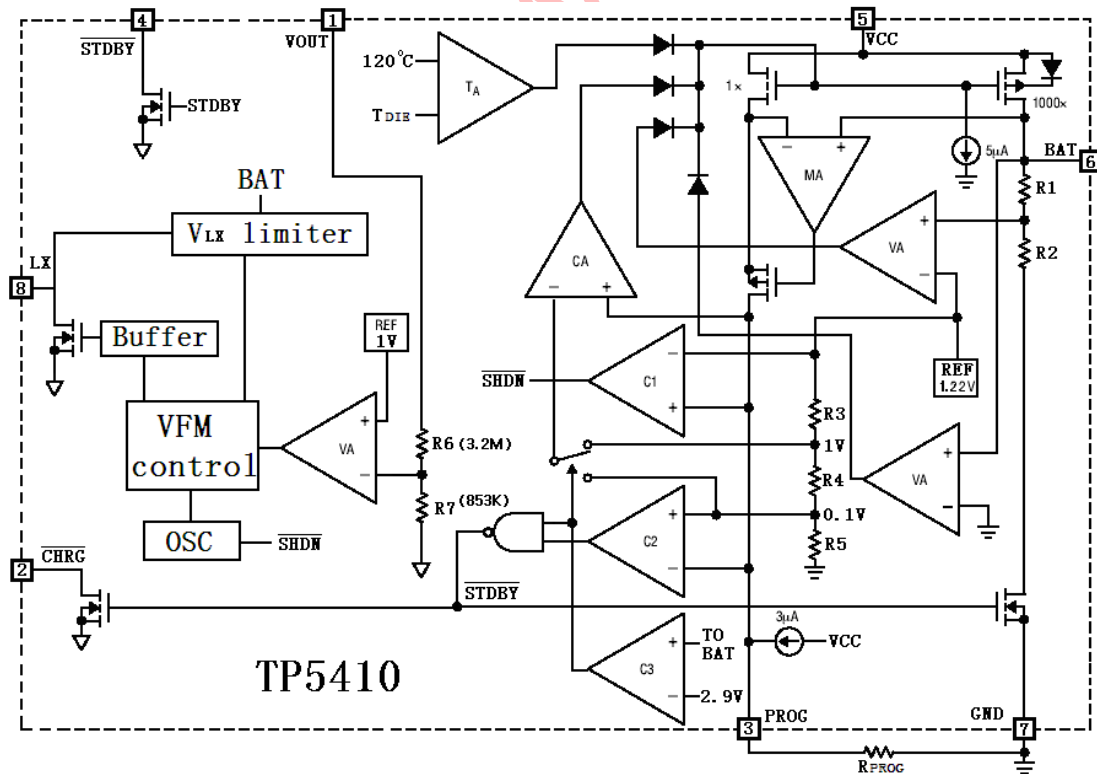 4
1
5
STDBY
VOUT
VCC
120°C
TA
TDIE
1×
1000×
STDBY
MA
5μA
BAT
6
R1
BAT
VLX limiter
VA
R2
CA
LX
8
Buffer
REF
1V
SHDN
C1
REF
1.22V
R3
VFM
control
VA
R6(3.2M)
1V
R4
VA
R7(853K)
0.1V
OSC
SHDN
C2
R5
CHRG
2
STDBY
3μA
VCC
TP5410
C3
TO
BAT
2.9V
3
PROG
GND
7
RPROG